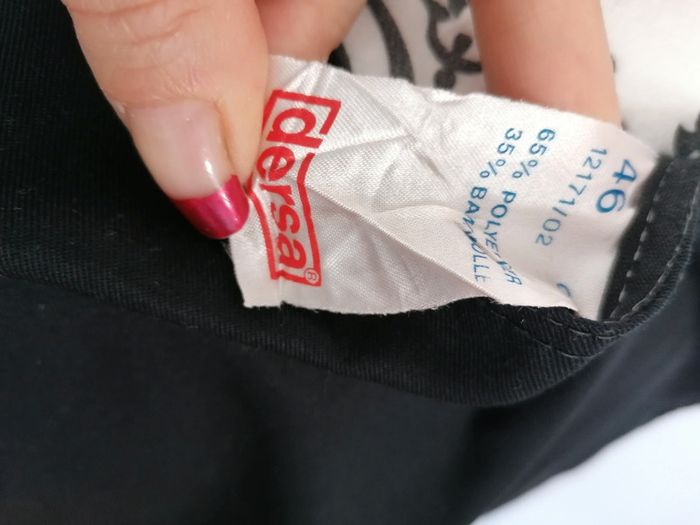 dersa®
46
12171/02
65% POLYESTER
35% BAUMWOLLE